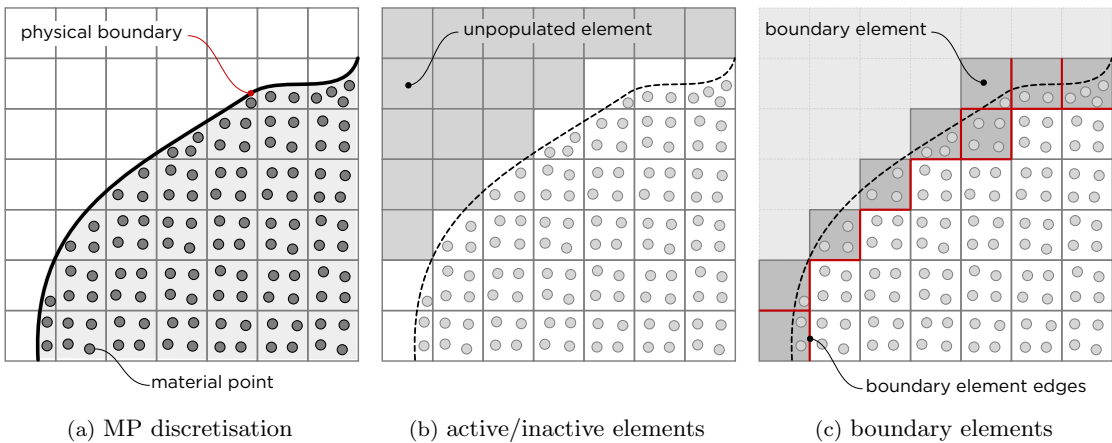 physical boundary
unpopulated element
boundary element
material point
boundary element edges
(a) MP discretisation
(b) active/inactive elements
(c) boundary elements